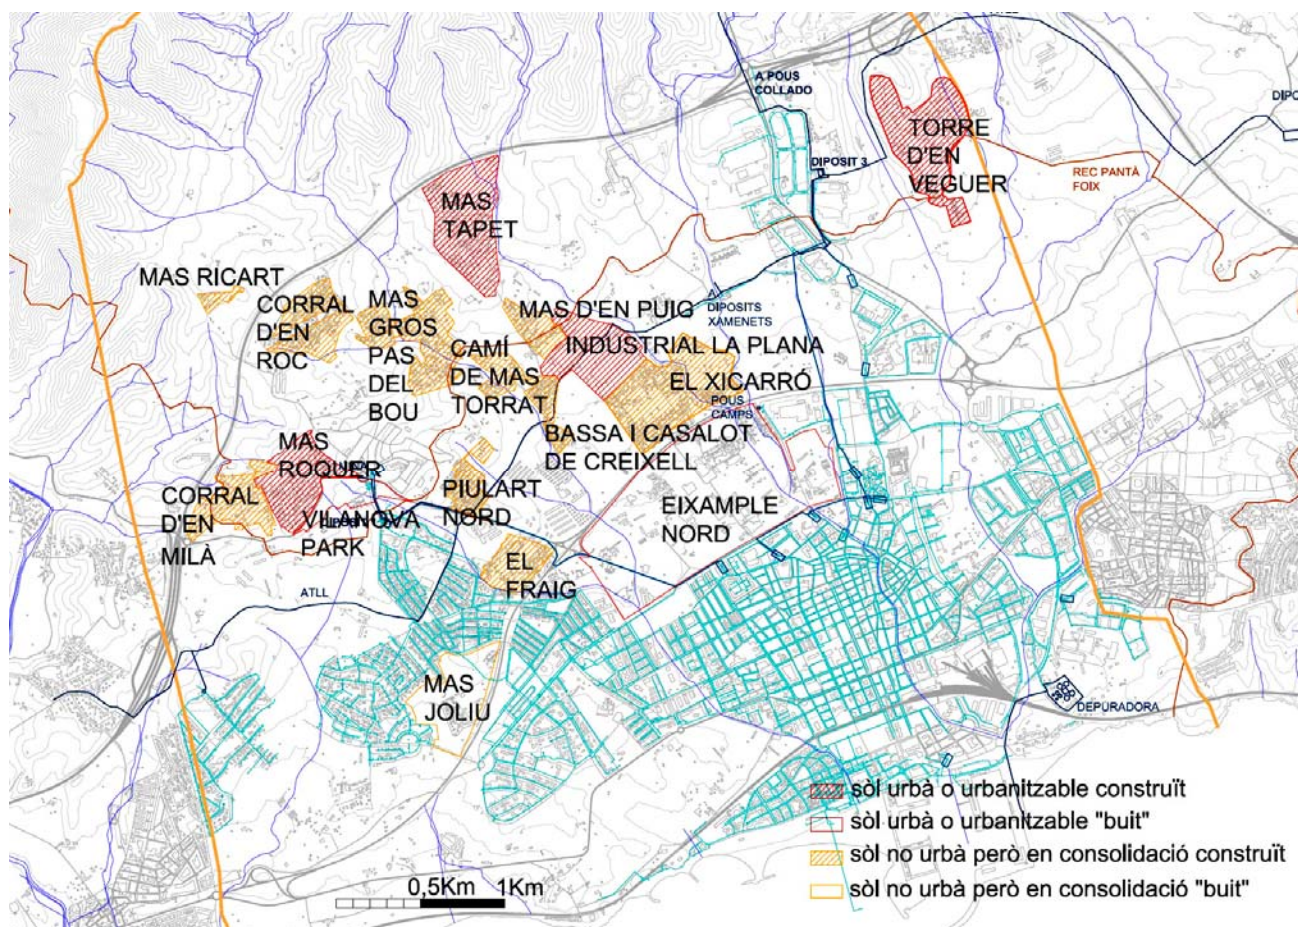 A POUS
COLLADO
DIPOSIT 3
TORRE
D'EN
VEGUER
REC PANTÀ
FOIX
MAS
TAPET
MAS RICART
CORRAL
D'EN
ROC
MAS
GROS
PAS
DEL
BOU
CAMÍ
DE MAS
TORRAT
MAS D'EN PUIG
DIPOSITS
XAMENETS
INDUSTRIAL LA PLANA
EL XICARRÓ
POUS
CAMPS
BASSA I CASALOT
DE CREIXELL
MAS
ROQUER
CORRAL
D'EN
MILÀ
VILANOVA
PARK
PIULART
NORD
EIXAMPLE
NORD
EL
FRAIG
ATLL
MAS
JOLIU
DEPURADORA
sòl urbà o urbanitzable construït
sòl urbà o urbanitzable "buit"
sòl no urbà però en consolidació construït
sòl no urbà però en consolidació "buit"
0,5Km 1Km